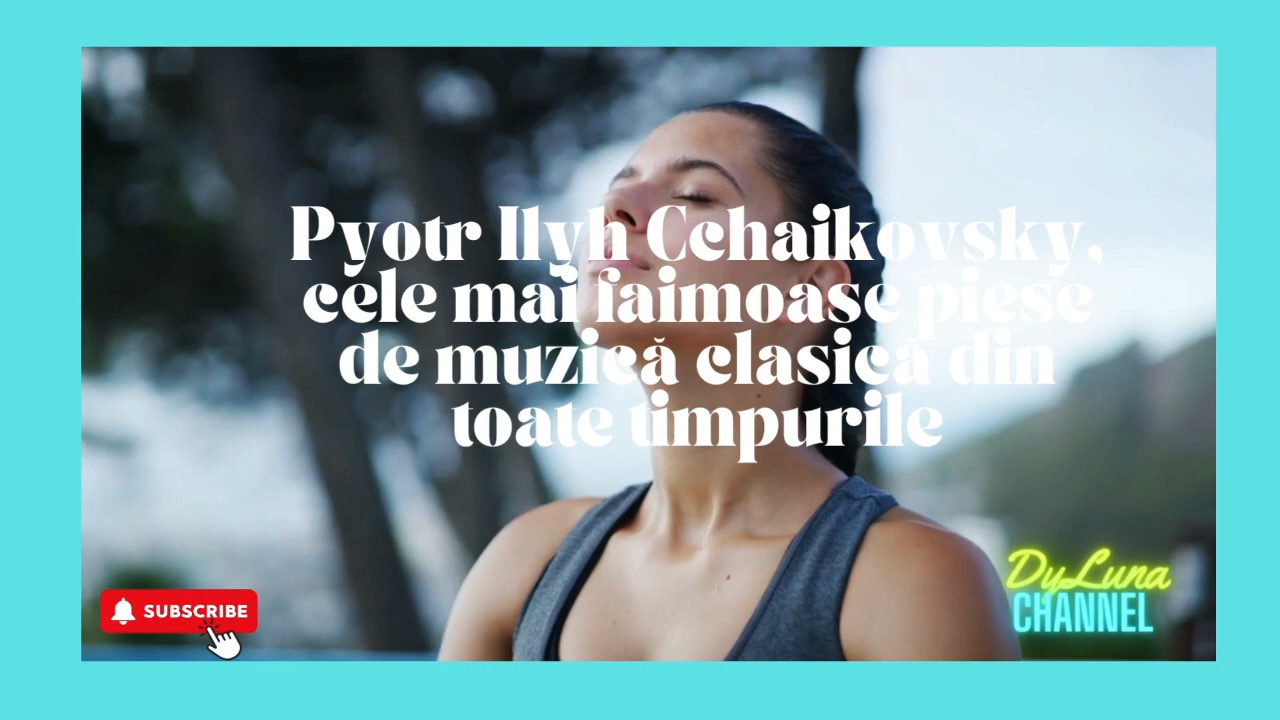 Pyotr Ilyh Cchaikovsky,
cele mai faimoase piese
de muzică clasică din
toate timpurile
SUBSCRIBE
DyLuna
CHANNEL